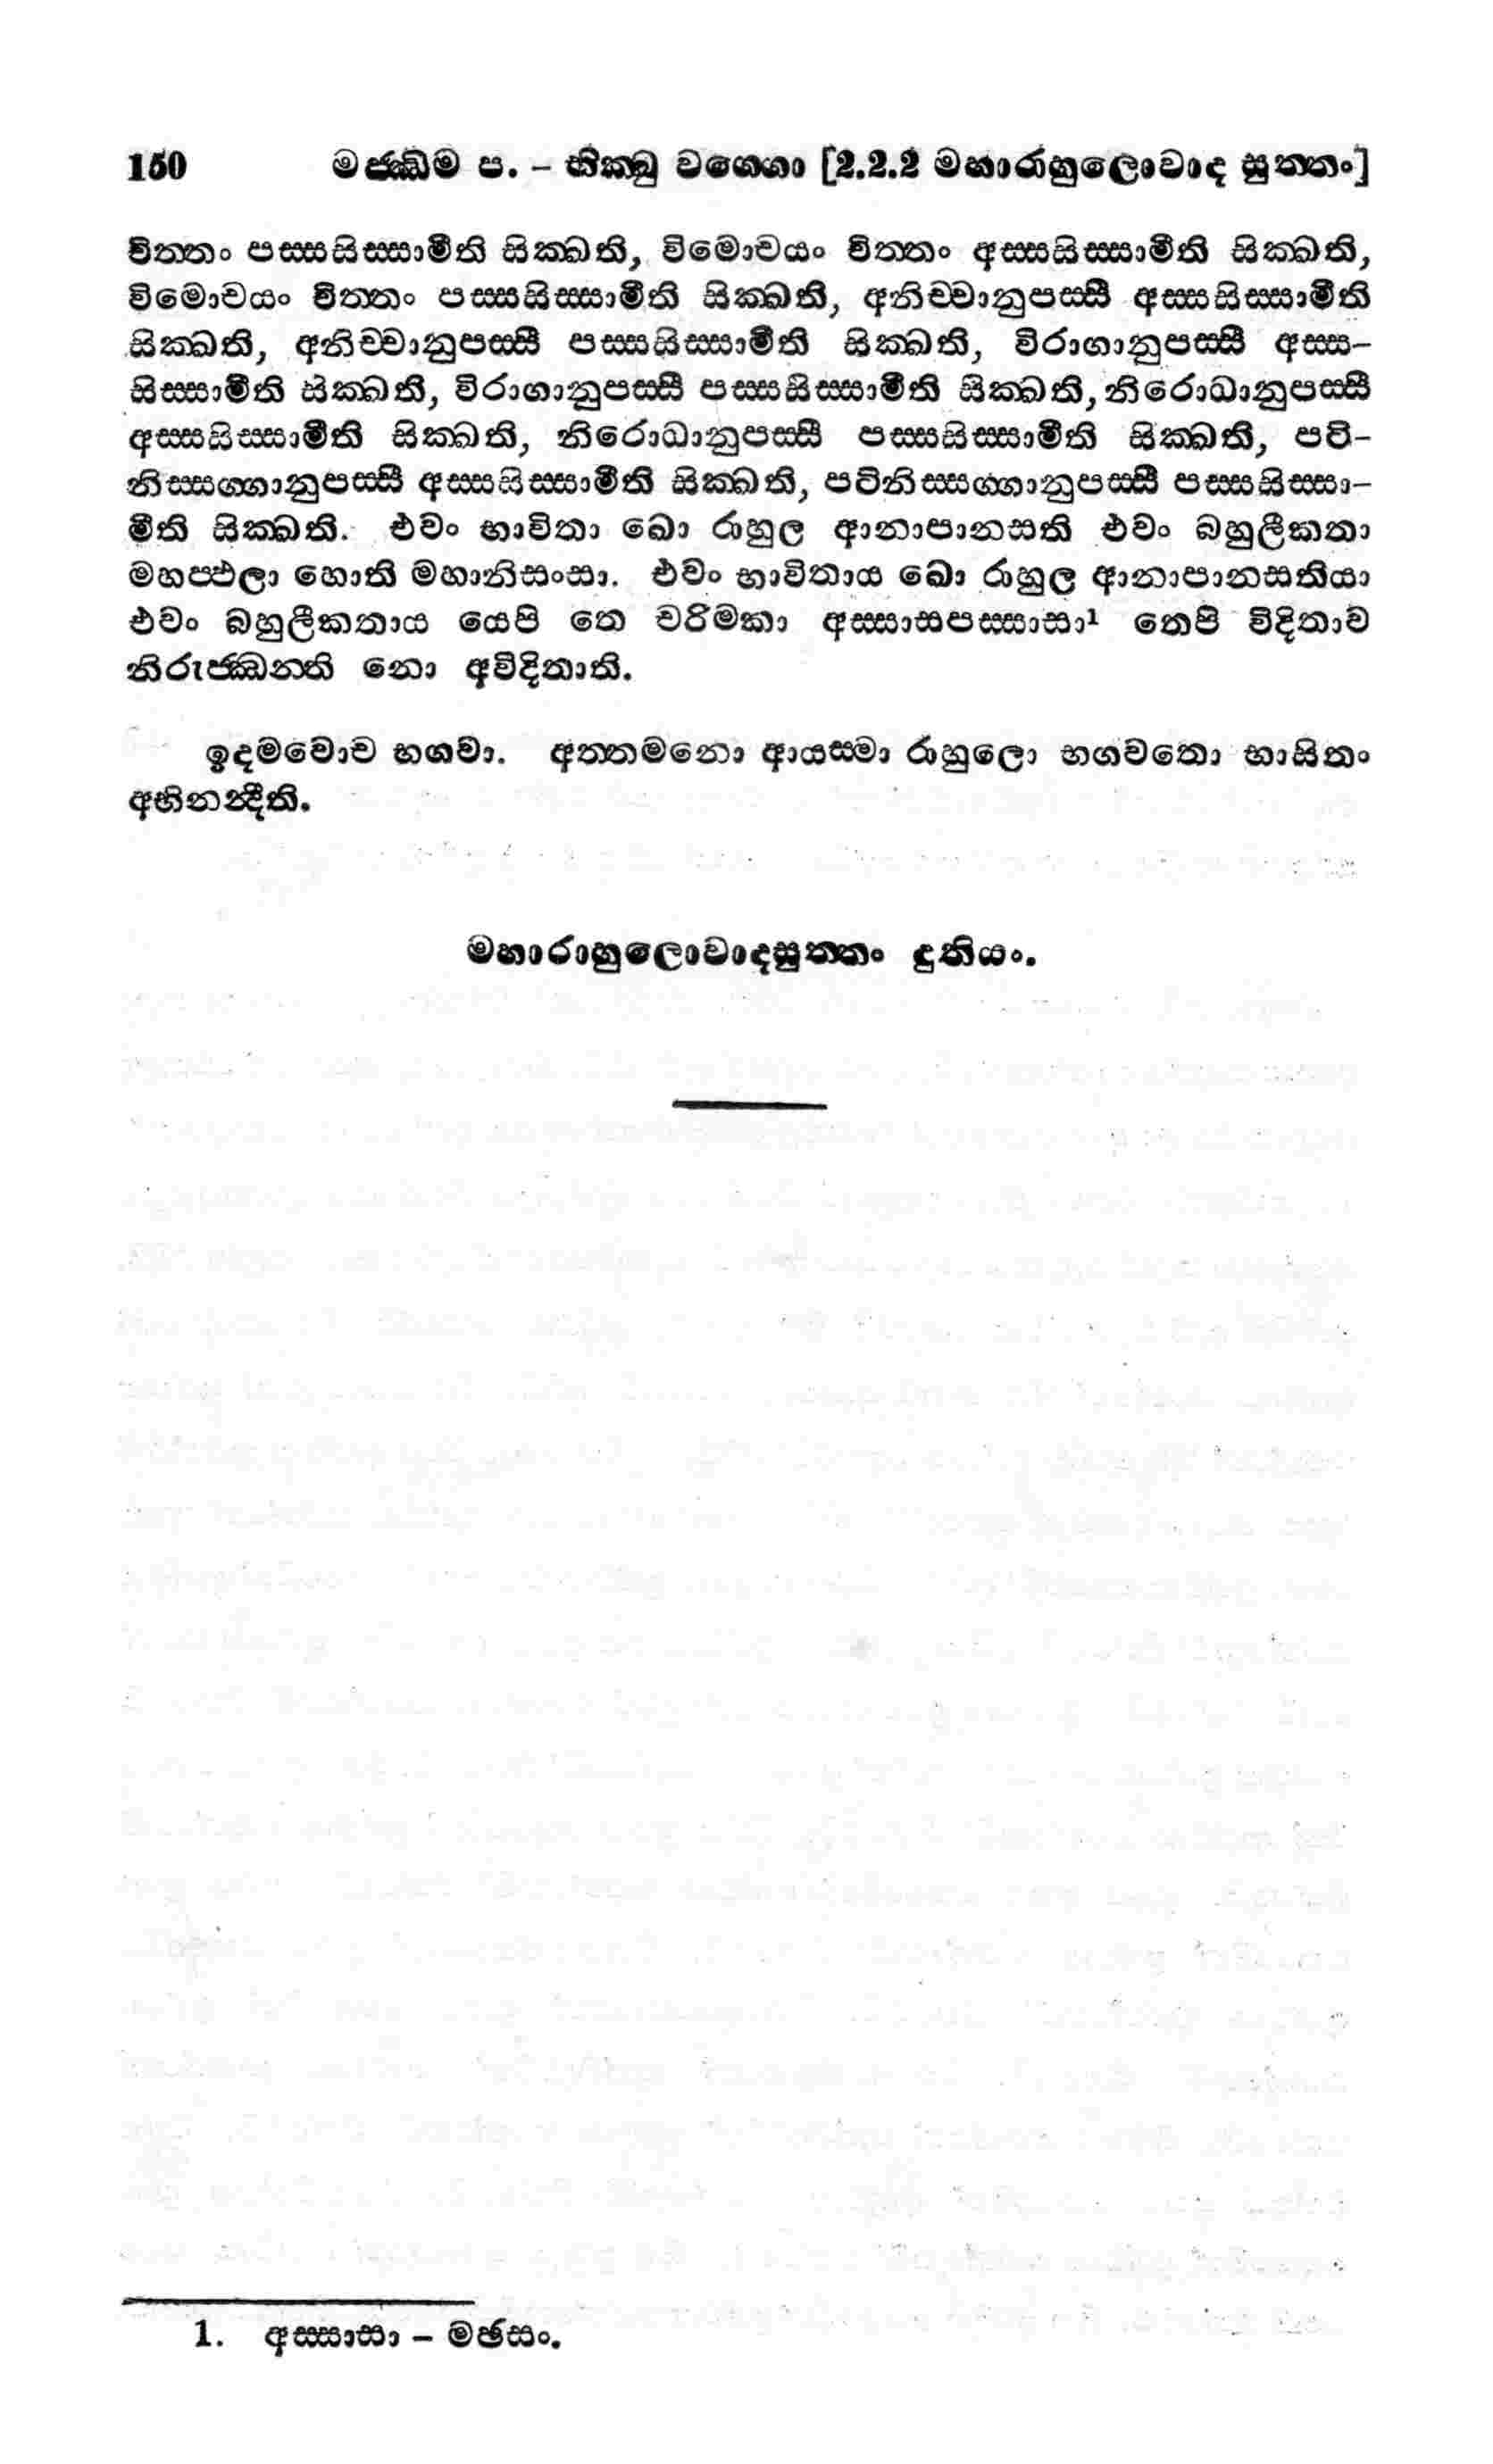 150 මජ්ඣිම ප. – භික්ඛු වග්ගො [2.2.2 මහාරාහුලොවාද සුත්තං]
චිත්තං පස්සසිස්සාමීති සික්ඛති, විමොචයං චිත්තං අස්සසිස්සාමීති සික්ඛති,
විමොචයං චිත්තං පස්සසිස්සාමීති සික්ඛති, අනිච්චානුපස්සී අස්සසිස්සාමීති
සික්ඛති, අනිච්චානුපස්සී පස්සසිස්සාමීති සික්ඛති, විරාගානුපස්සී අස්ස-
සිස්සාමීති සික්ඛති, විරාගානුපස්සී පස්සසිස්සාමීති සික්ඛති, නිරොධානුපස්සී
අස්සසිස්සාමීති සික්ඛති, නිරොධානුපස්සී පස්සසිස්සාමීති සික්ඛති, පටි-
නිස්සග්ගානුපස්සී අස්සසිස්සාමීති සික්ඛති, පටිනිස්සග්ගානුපස්සී පස්සසිස්සා-
මීති සික්ඛති. එවං භාවිතා ඛො රාහුල ආනාපානසති එවං බහුලීකතා
මහප්ඵලා හොති මහානිසංසා. එවං භාවිතාය ඛො රාහුල ආනාපානසතියා
එවං බහුලීකතාය යෙපි තෙ චරිමකා අස්සාසපස්සාසා¹ තෙපි විදිතාව
නිරුජ්ඣන්ති නො අවිදිතාති.
ඉදමවොච භගවා. අත්තමනො ආයස්මා රාහුලො භගවතො භාසිතං
අභිනන්දීති.
මහාරාහුලොවාදසුත්තං දුතියං.
1. අස්සාසා – මඡසං.